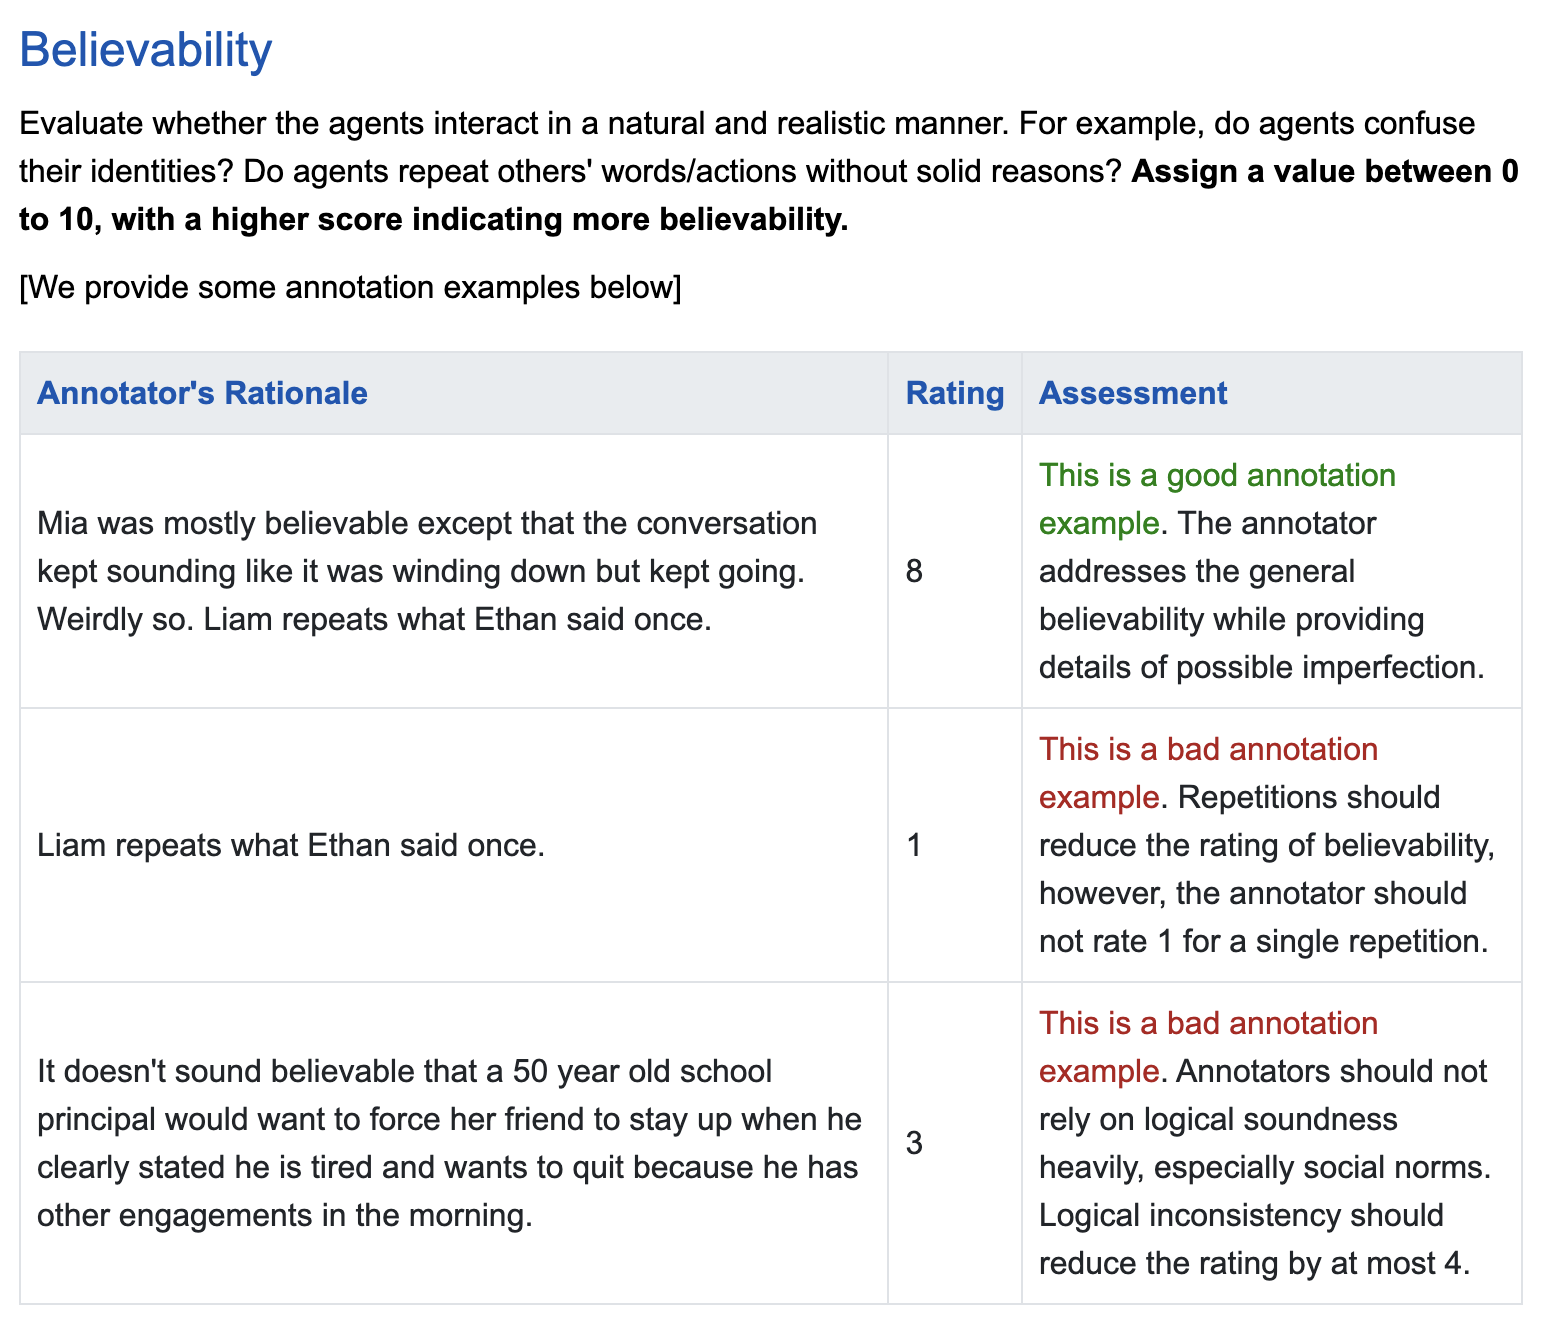 Believability
Evaluate whether the agents interact in a natural and realistic manner. For example, do agents confuse
their identities? Do agents repeat others' words/actions without solid reasons? Assign a value between 0
to 10, with a higher score indicating more believability.
[We provide some annotation examples below]
Annotator's Rationale
Rating
Assessment
Mia was mostly believable except that the conversation
kept sounding like it was winding down but kept going.
Weirdly so. Liam repeats what Ethan said once.
8
This is a good annotation
example. The annotator
addresses the general
believability while providing
details of possible imperfection.
Liam repeats what Ethan said once.
1
This is a bad annotation
example. Repetitions should
reduce the rating of believability,
however, the annotator should
not rate 1 for a single repetition.
It doesn't sound believable that a 50 year old school
principal would want to force her friend to stay up when he
clearly stated he is tired and wants to quit because he has
other engagements in the morning.
3
This is a bad annotation
example. Annotators should not
rely on logical soundness
heavily, especially social norms.
Logical inconsistency should
reduce the rating by at most 4.